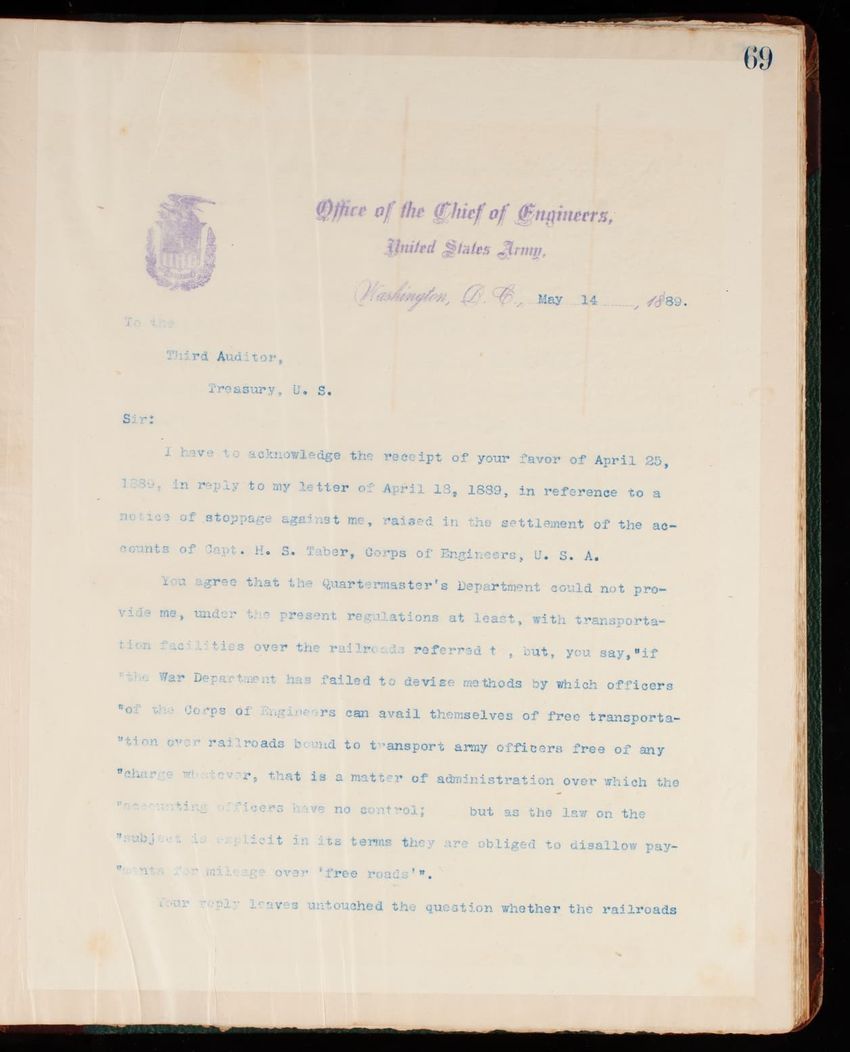 69
Office of the Chief of Engineers,
United States Army,
Washington, D. C., May 14, 1889.
To the
Third Auditor,
Treasury, U. S.
Sir:
I have to acknowledge the receipt of your favor of April 25,
1889, in reply to my letter of April 18, 1889, in reference to a
notice of stoppage against me, raised in the settlement of the ac-
counts of Capt. H. S. Taber, Corps of Engineers, U. S. A.
You agree that the Quartermaster's Department could not pro-
vide me, under the present regulations at least, with transporta-
tion facilities over the railroads referred t , but, you say,"if
"the War Department has failed to devise methods by which officers
"of the Corps of Engineers can avail themselves of free transporta-
"tion over railroads bound to transport army officers free of any
"charge whatever, that is a matter of administration over which the
"accounting officers have no control; but as the law on the
"subject is explicit in its terms they are obliged to disallow pay-
"ments for mileage over 'free roads'".
Your reply leaves untouched the question whether the railroads